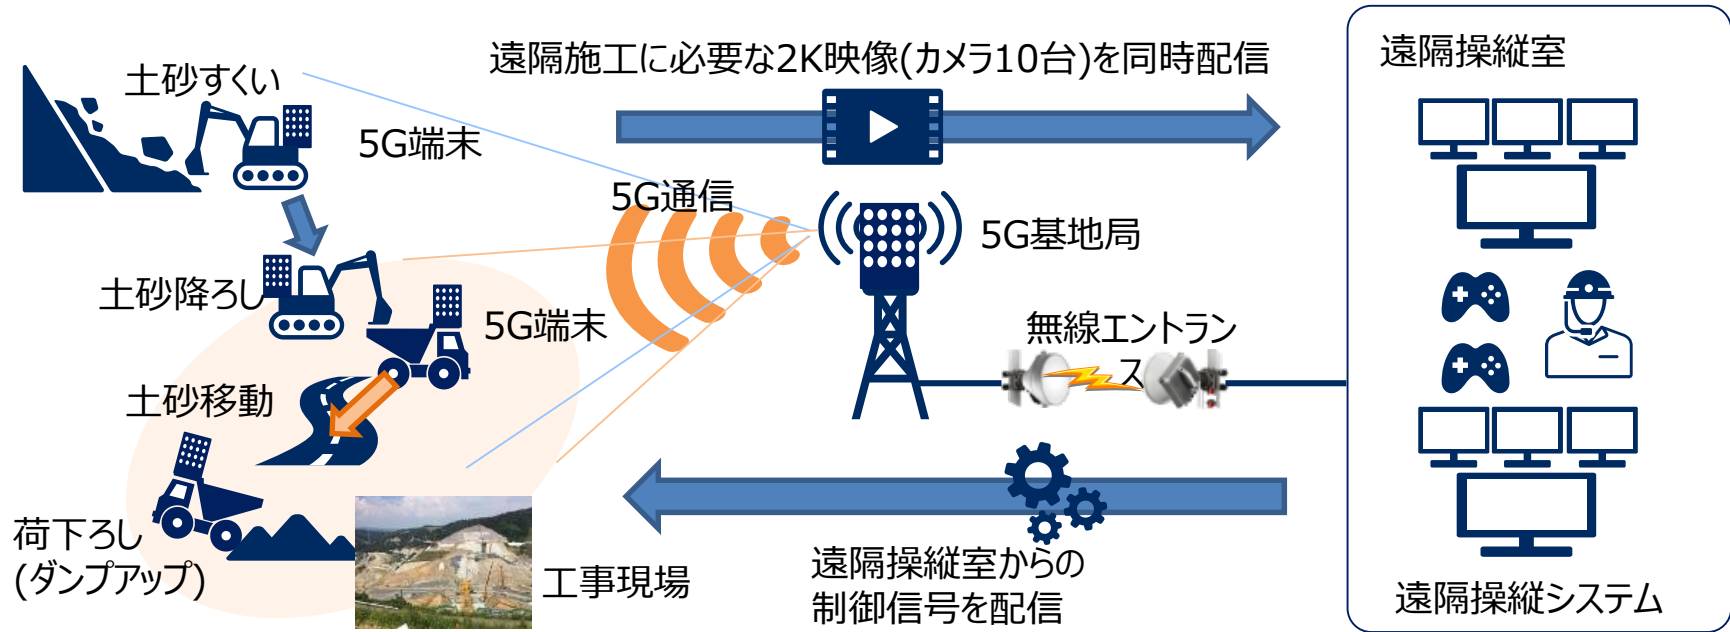 遠隔施工に必要な2K映像(カメラ10台)を同時配信
遠隔操縦室
土砂すくい
5G端末
5G通信
5G基地局
土砂降ろし
5G端末
無線エントラン
ス
土砂移動
荷下ろし
(ダンプアップ)
工事現場
遠隔操縦室からの
制御信号を配信
遠隔操縦システム